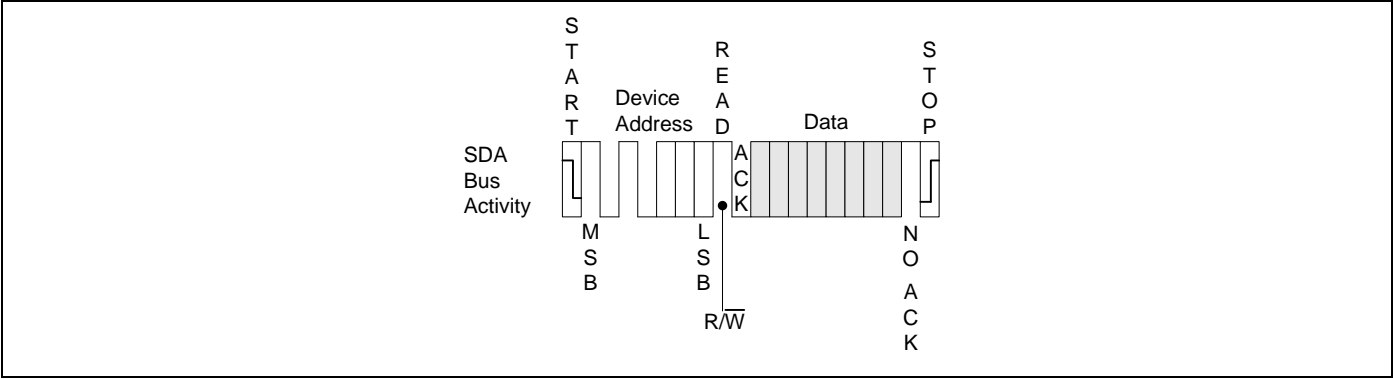 START
READ
STOP
Device
Address
Data
SDA
Bus
Activity
ACK
MSB
LSB
NO ACK
R/W̅